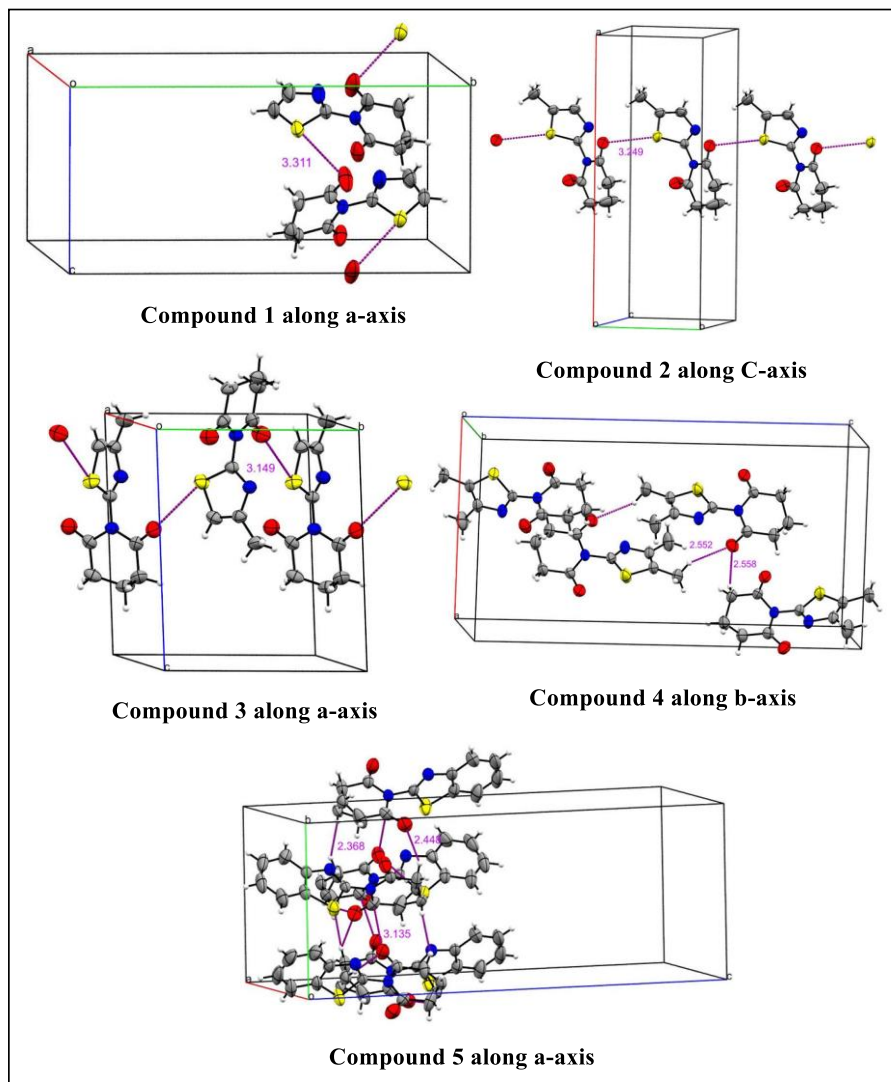 a
o
b
3.311
c
Compound 1 along a-axis
a
3.249
c
o
b
Compound 2 along C-axis
a
o
b
3.149
c
Compound 3 along a-axis
o
c
b
2.552
2.558
a
Compound 4 along b-axis
b
2.368
2.448
3.135
a
o
c
Compound 5 along a-axis